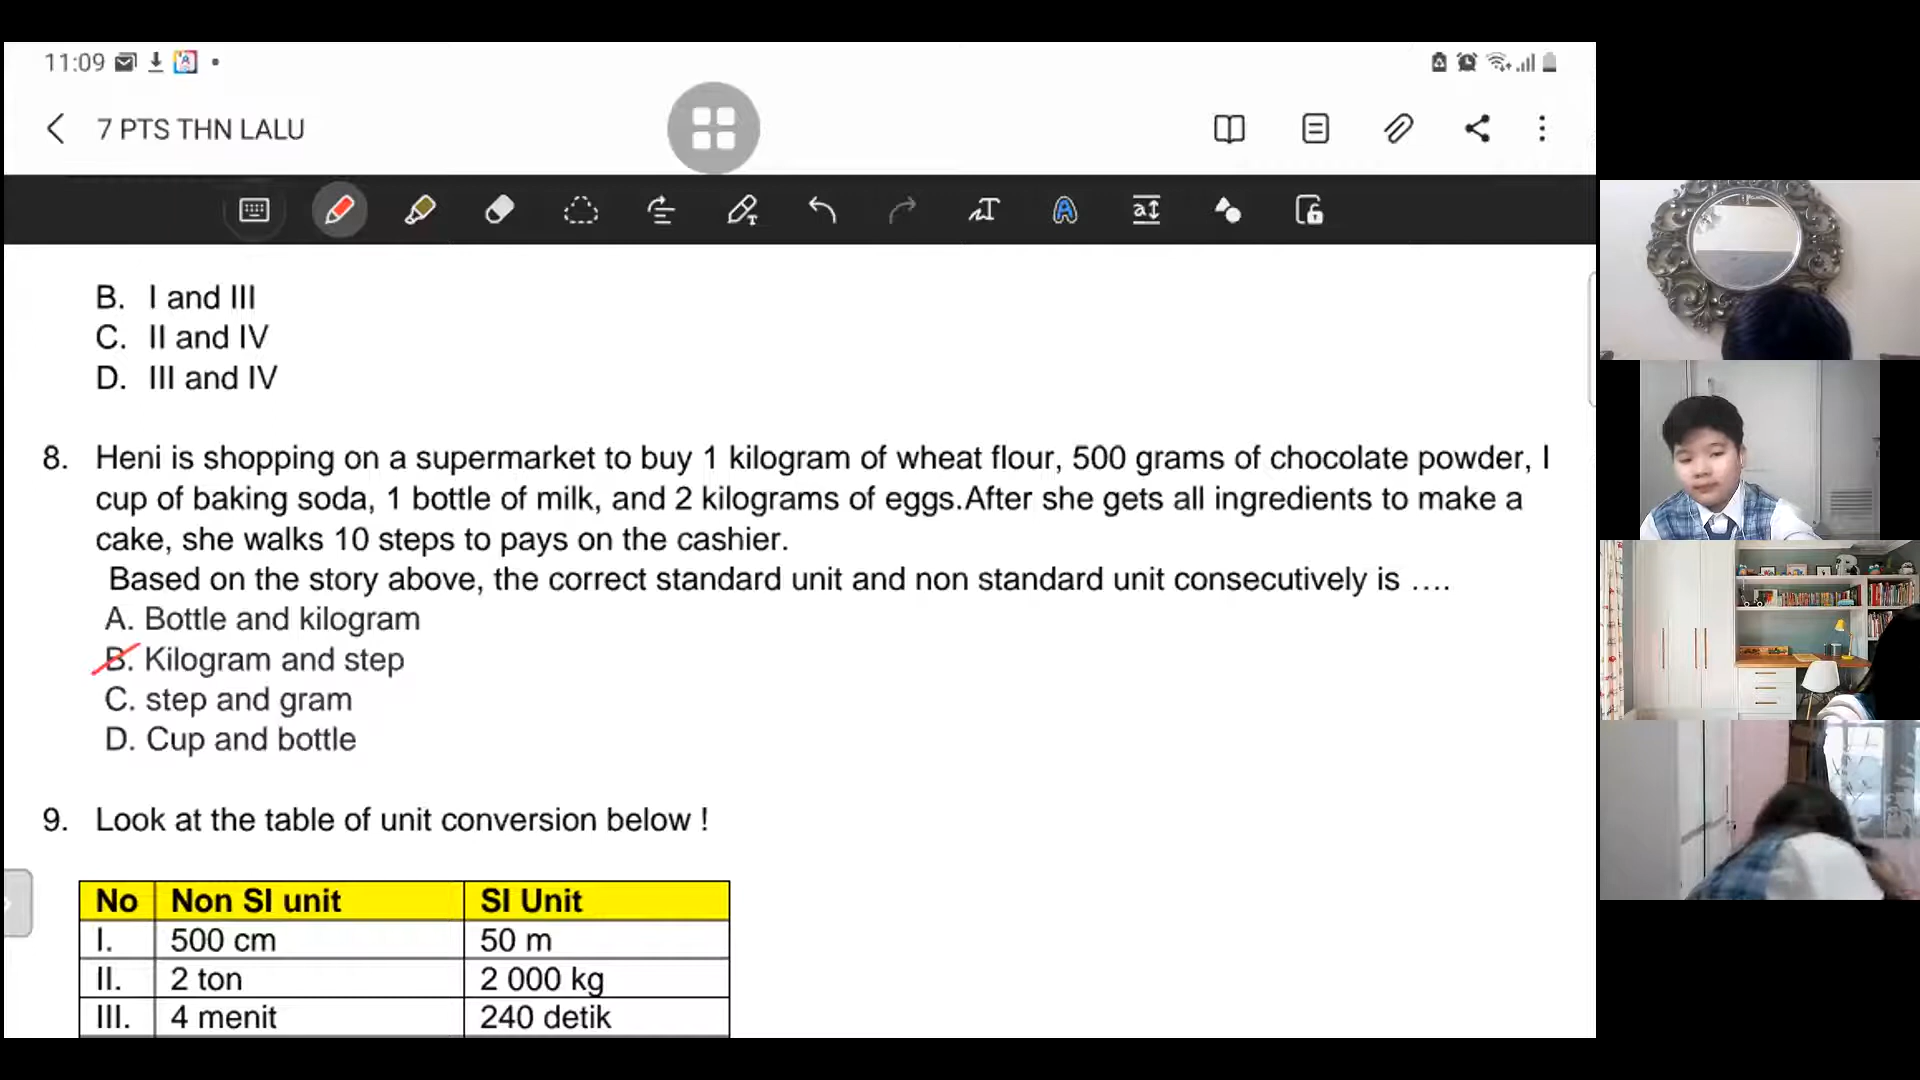 11:09
7 PTS THN LALU
B. I and III
C. II and IV
D. III and IV
8. Heni is shopping on a supermarket to buy 1 kilogram of wheat flour, 500 grams of chocolate powder, I
cup of baking soda, 1 bottle of milk, and 2 kilograms of eggs.After she gets all ingredients to make a
cake, she walks 10 steps to pays on the cashier.
Based on the story above, the correct standard unit and non standard unit consecutively is ....
A. Bottle and kilogram
B. Kilogram and step
C. step and gram
D. Cup and bottle
9. Look at the table of unit conversion below !
No Non SI unit SI Unit
I. 500 cm 50 m
II. 2 ton 2 000 kg
III. 4 menit 240 detik